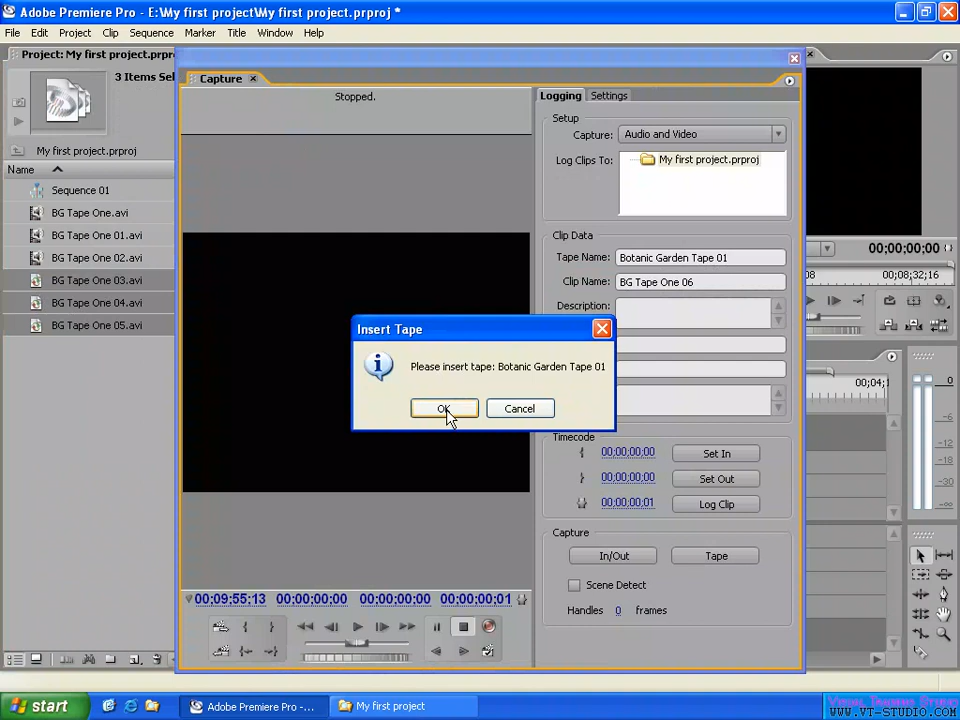 Adobe Premiere Pro - E:\My first project\My first project.prproj *
File Edit Project Clip Sequence Marker Title Window Help
Project: My first project.prpr
3 Items Sel
My first project.prproj
Name
Sequence 01
BG Tape One.avi
BG Tape One 01.avi
BG Tape One 02.avi
BG Tape One 03.avi
BG Tape One 04.avi
BG Tape One 05.avi
Capture
Stopped.
Logging Settings
Setup
Capture: Audio and Video
Log Clips To: My first project.prproj
Clip Data
Tape Name: Botanic Garden Tape 01
Clip Name: BG Tape One 06
Description:
Insert Tape
Please insert tape: Botanic Garden Tape 01
OK Cancel
Timecode
00;00;00;00 Set In
00;00;00;00 Set Out
00;00;00;01 Log Clip
Capture
In/Out Tape
Scene Detect
Handles 0 frames
00;09;55;13 00;00;00;00 00;00;00;00 00;00;00;01
00;00;00;00
08 00;08;32;16
00;04;
0
-6
-12
-18
-30
start
Adobe Premiere Pro -...
My first project
Visual Training Studio
www.vt-studio.com